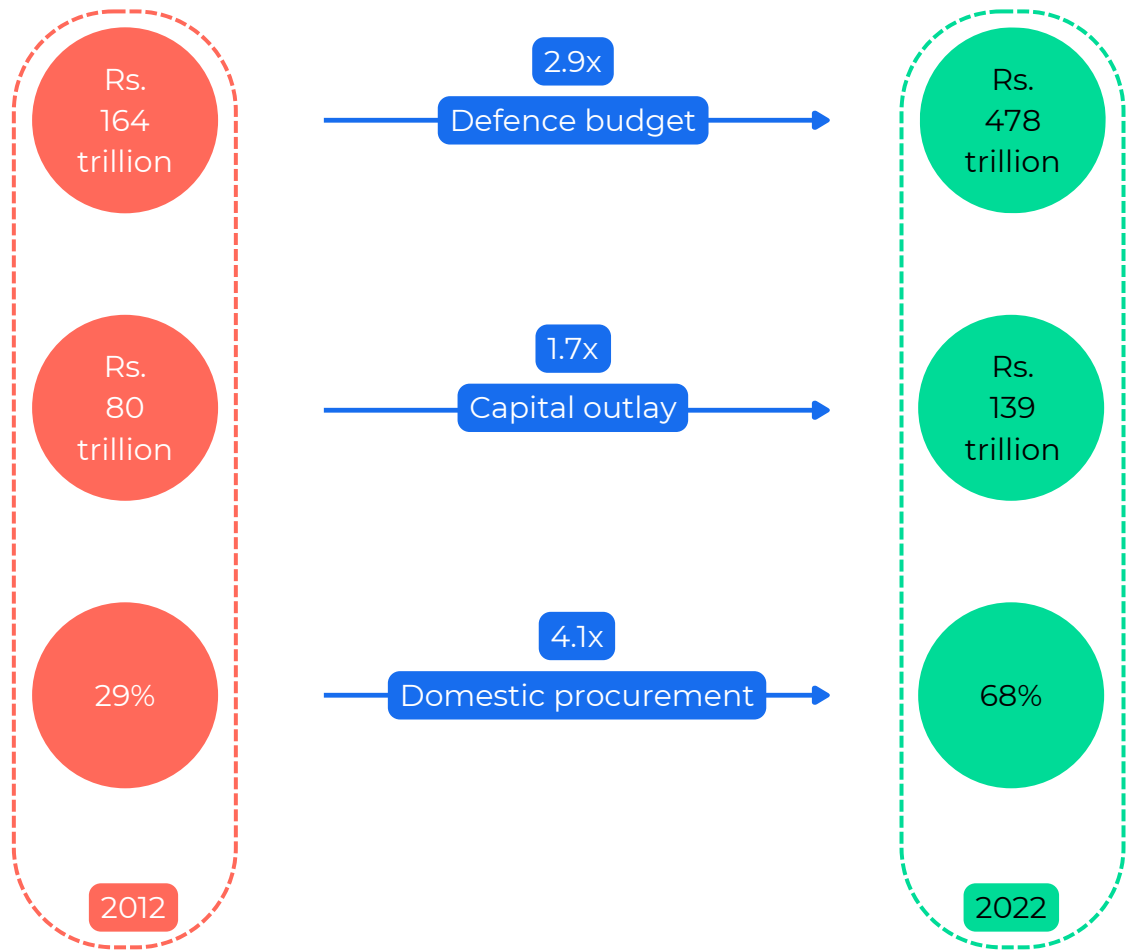 Rs.
164
trillion
2.9x
Defence budget
Rs.
478
trillion
Rs.
80
trillion
1.7x
Capital outlay
Rs.
139
trillion
29%
4.1x
Domestic procurement
68%
2012
2022